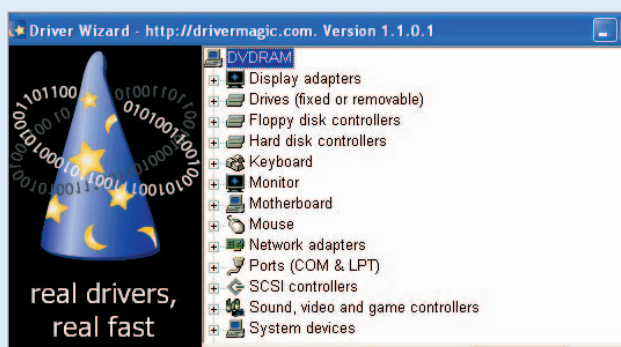 Driver Wizard - http://drivermagic.com. Version 1.1.0.1
DVDRAM
Display adapters
Drives (fixed or removable)
Floppy disk controllers
Hard disk controllers
Keyboard
Monitor
Motherboard
Mouse
Network adapters
Ports (COM & LPT)
SCSI controllers
Sound, video and game controllers
System devices
real drivers,
real fast